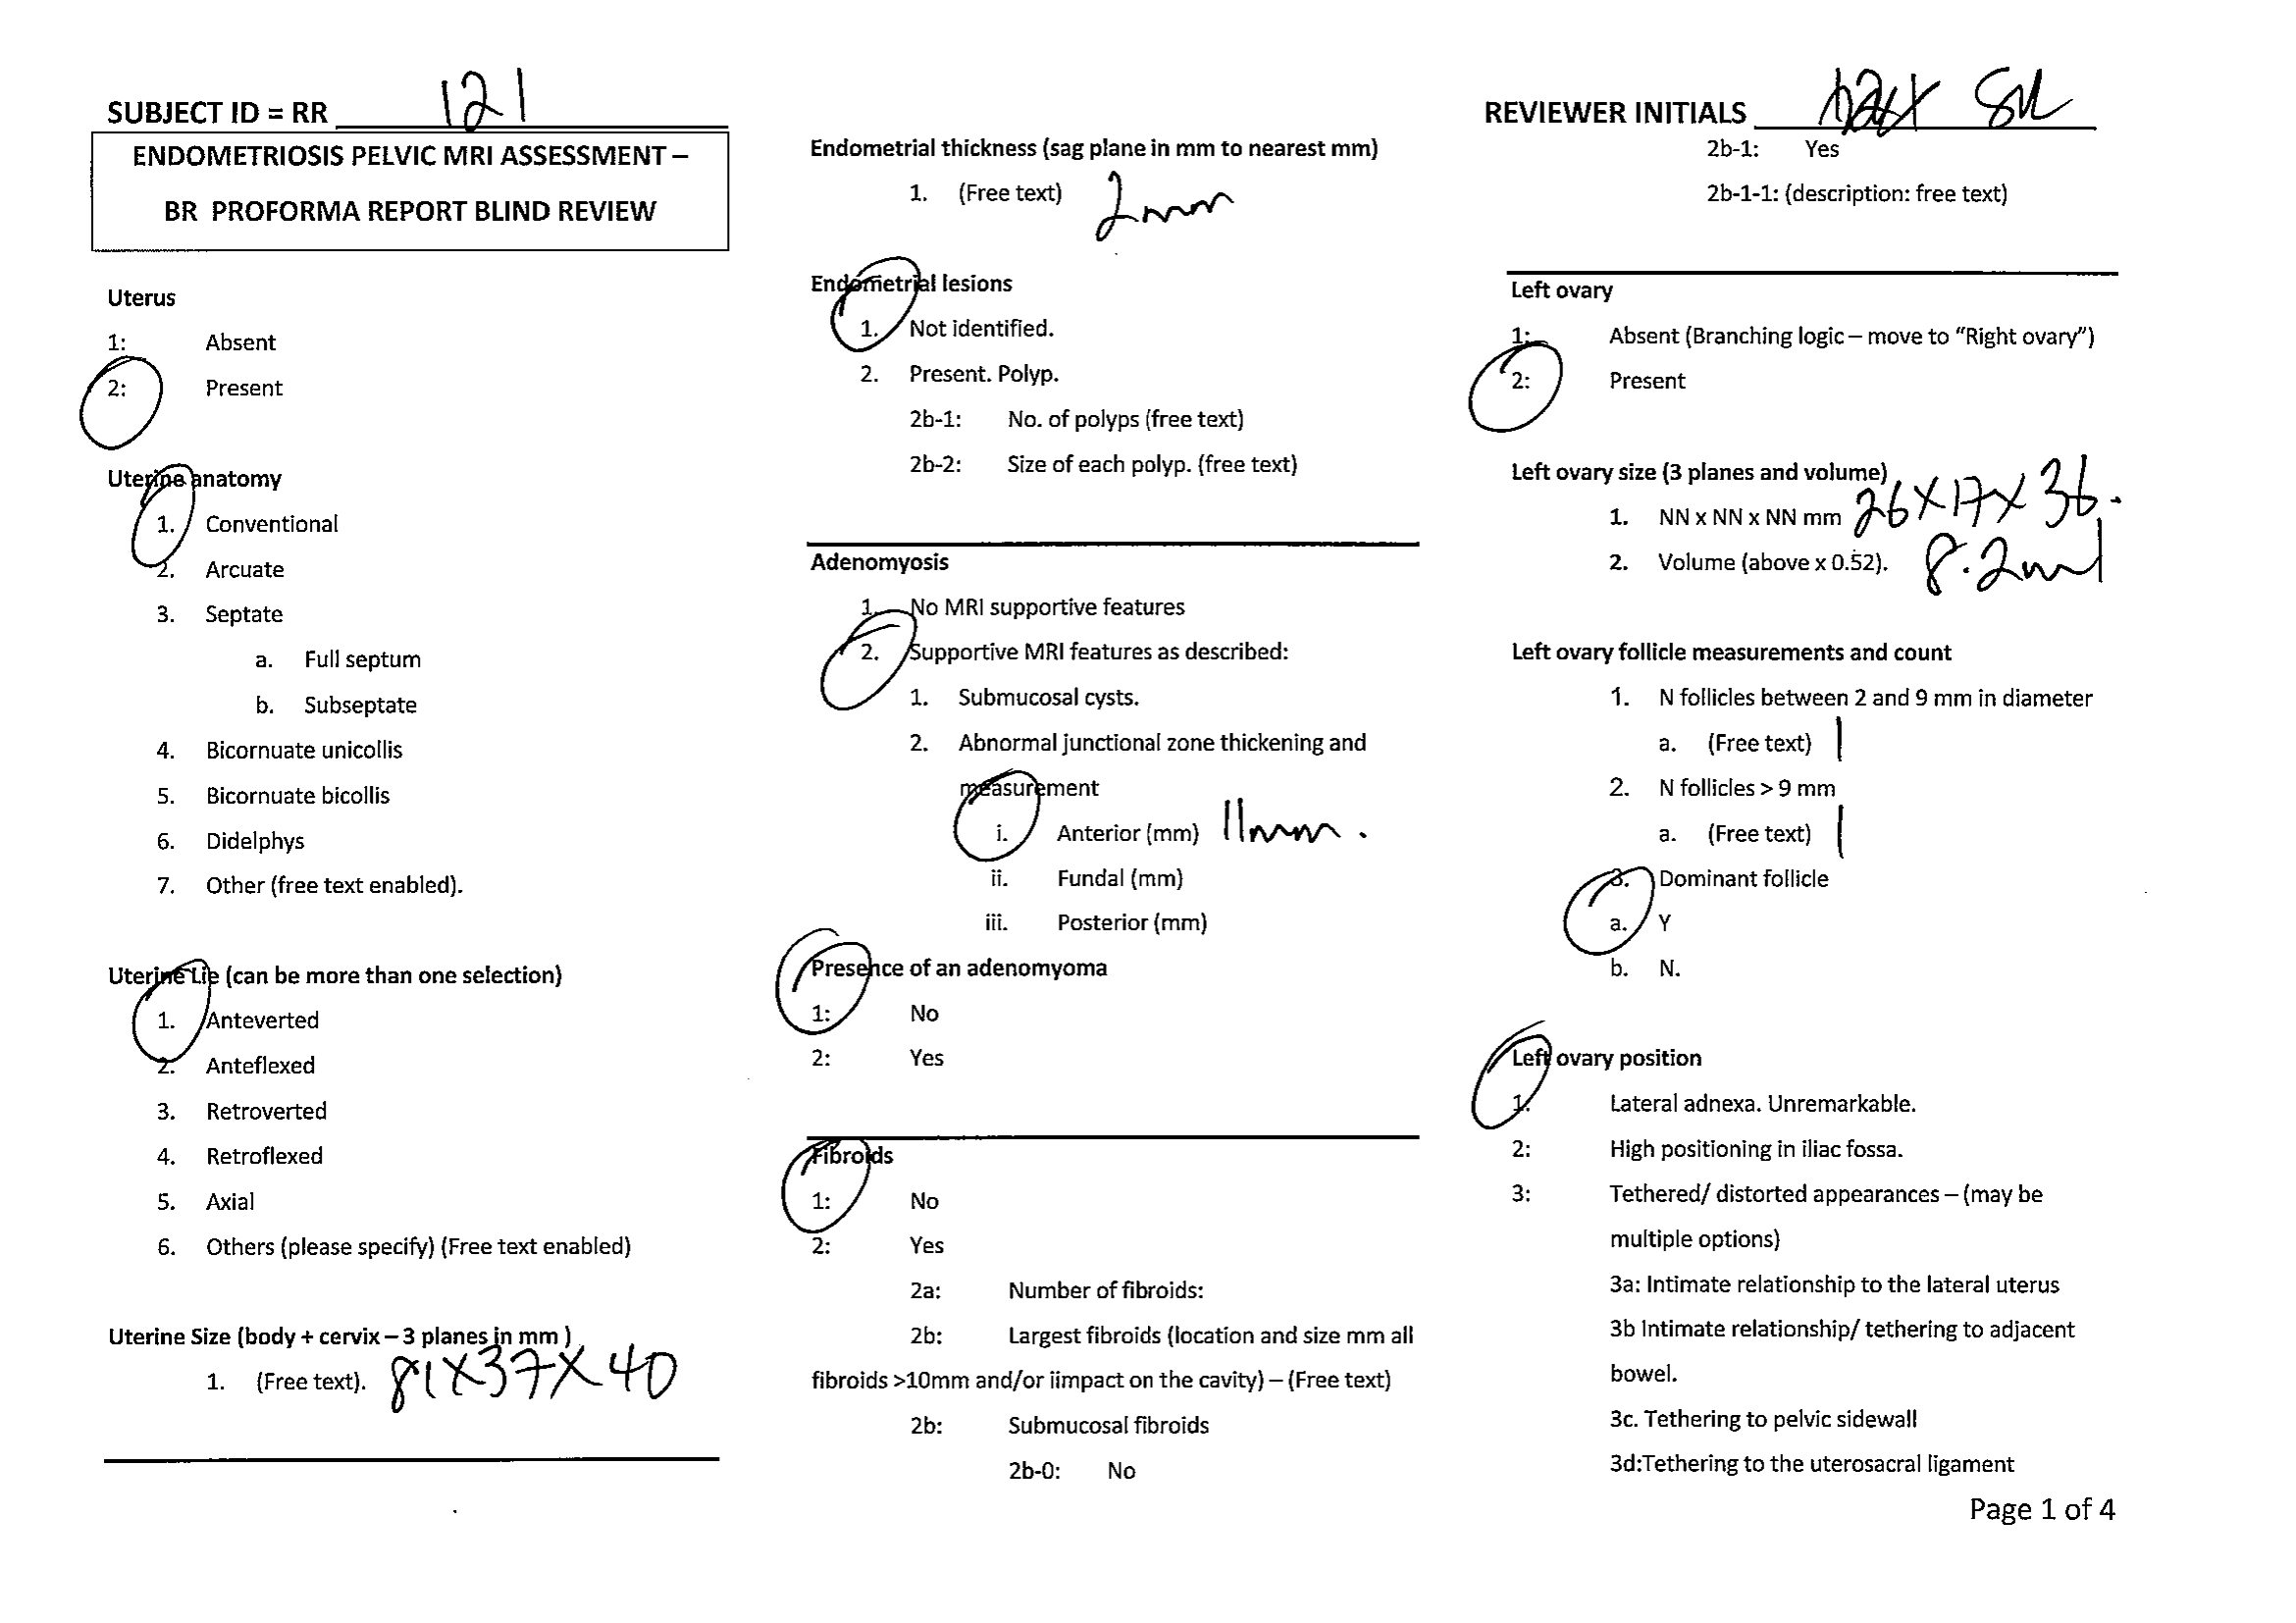 SUBJECT ID = RR 121
ENDOMETRIOSIS PELVIC MRI ASSESSMENT –
BR PROFORMA REPORT BLIND REVIEW
Uterus
1: Absent
2: Present
Uterine anatomy
1. Conventional
2. Arcuate
3. Septate
a. Full septum
b. Subseptate
4. Bicornuate unicollis
5. Bicornuate bicollis
6. Didelphys
7. Other (free text enabled).
Uterine Lie (can be more than one selection)
1. Anteverted
2. Anteflexed
3. Retroverted
4. Retroflexed
5. Axial
6. Others (please specify) (Free text enabled)
Uterine Size (body + cervix – 3 planes in mm )
1. (Free text). 81X37X40
Endometrial thickness (sag plane in mm to nearest mm)
1. (Free text) 2mm
Endometrial lesions
1. Not identified.
2. Present. Polyp.
2b-1: No. of polyps (free text)
2b-2: Size of each polyp. (free text)
Adenomyosis
1. No MRI supportive features
2. Supportive MRI features as described:
1. Submucosal cysts.
2. Abnormal junctional zone thickening and
measurement
i. Anterior (mm) 11mm.
ii. Fundal (mm)
iii. Posterior (mm)
Presence of an adenomyoma
1: No
2: Yes
Fibroids
1: No
2: Yes
2a: Number of fibroids:
2b: Largest fibroids (location and size mm all
fibroids >10mm and/or iimpact on the cavity) – (Free text)
2b: Submucosal fibroids
2b-0: No
REVIEWER INITIALS
2b-1: Yes
2b-1-1: (description: free text)
Left ovary
1: Absent (Branching logic – move to “Right ovary”)
2: Present
Left ovary size (3 planes and volume)
1. NN x NN x NN mm 26X17X36.
2. Volume (above x 0.52). 8.2ml
Left ovary follicle measurements and count
1. N follicles between 2 and 9 mm in diameter
a. (Free text) 1
2. N follicles > 9 mm
a. (Free text) 1
3. Dominant follicle
a. Y
b. N.
Left ovary position
1. Lateral adnexa. Unremarkable.
2: High positioning in iliac fossa.
3: Tethered/ distorted appearances – (may be
multiple options)
3a: Intimate relationship to the lateral uterus
3b Intimate relationship/ tethering to adjacent
bowel.
3c. Tethering to pelvic sidewall
3d:Tethering to the uterosacral ligament
Page 1 of 4